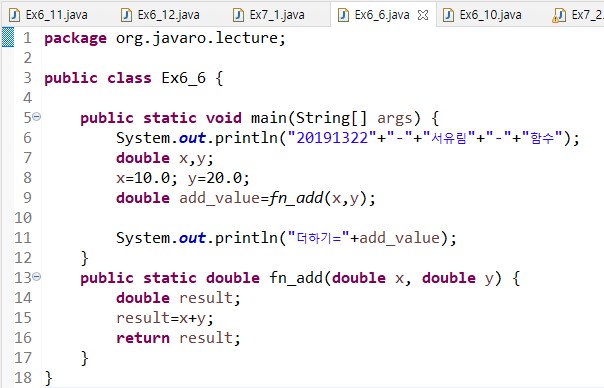 Ex6_11.java Ex6_12.java Ex7_1.java Ex6_6.java Ex6_10.java Ex7_2
1 package org.javaro.lecture;
2
3 public class Ex6_6 {
4
5 public static void main(String[] args) {
6 System.out.println("20191322"+"-"+"서유림"+"-"+"함수");
7 double x,y;
8 x=10.0; y=20.0;
9 double add_value=fn_add(x,y);
10
11 System.out.println("더하기="+add_value);
12 }
13 public static double fn_add(double x, double y) {
14 double result;
15 result=x+y;
16 return result;
17 }
18 }